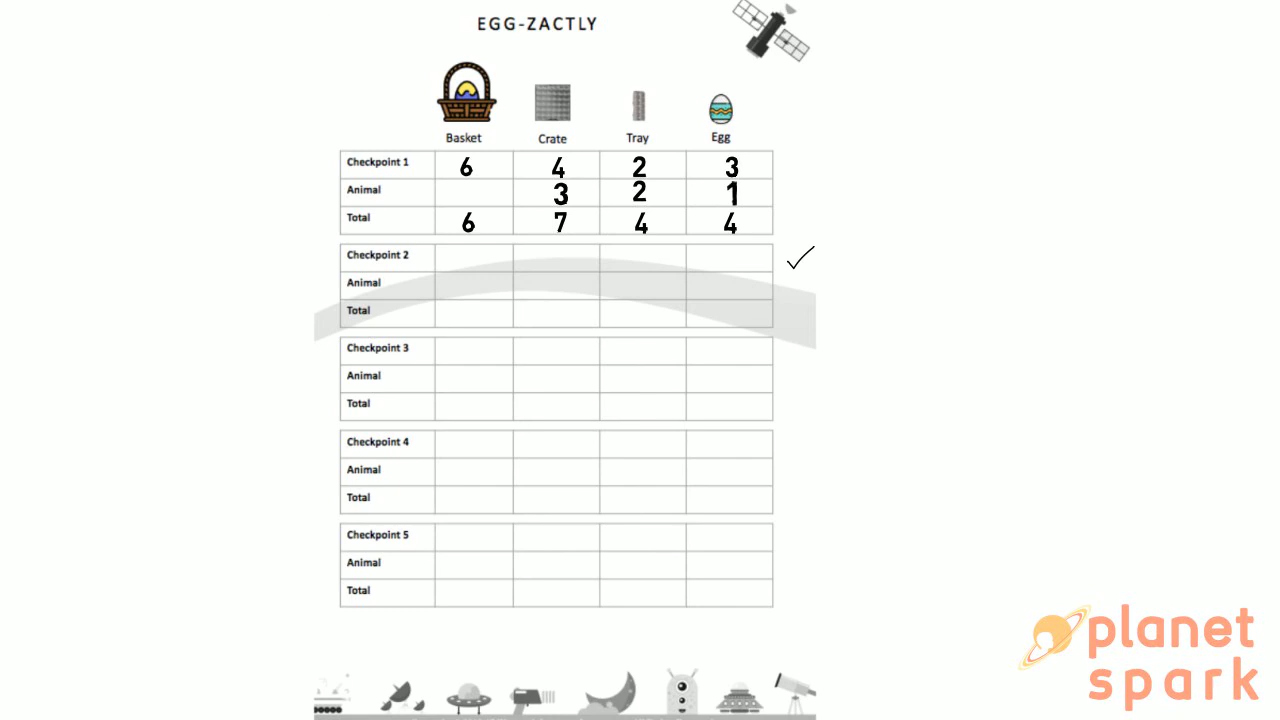 EGG-ZACTLY
Basket Crate Tray Egg
Checkpoint 1 6 4 2 3
Animal 3 2 1
Total 6 7 4 4
Checkpoint 2
Animal
Total
Checkpoint 3
Animal
Total
Checkpoint 4
Animal
Total
Checkpoint 5
Animal
Total
planet
spark